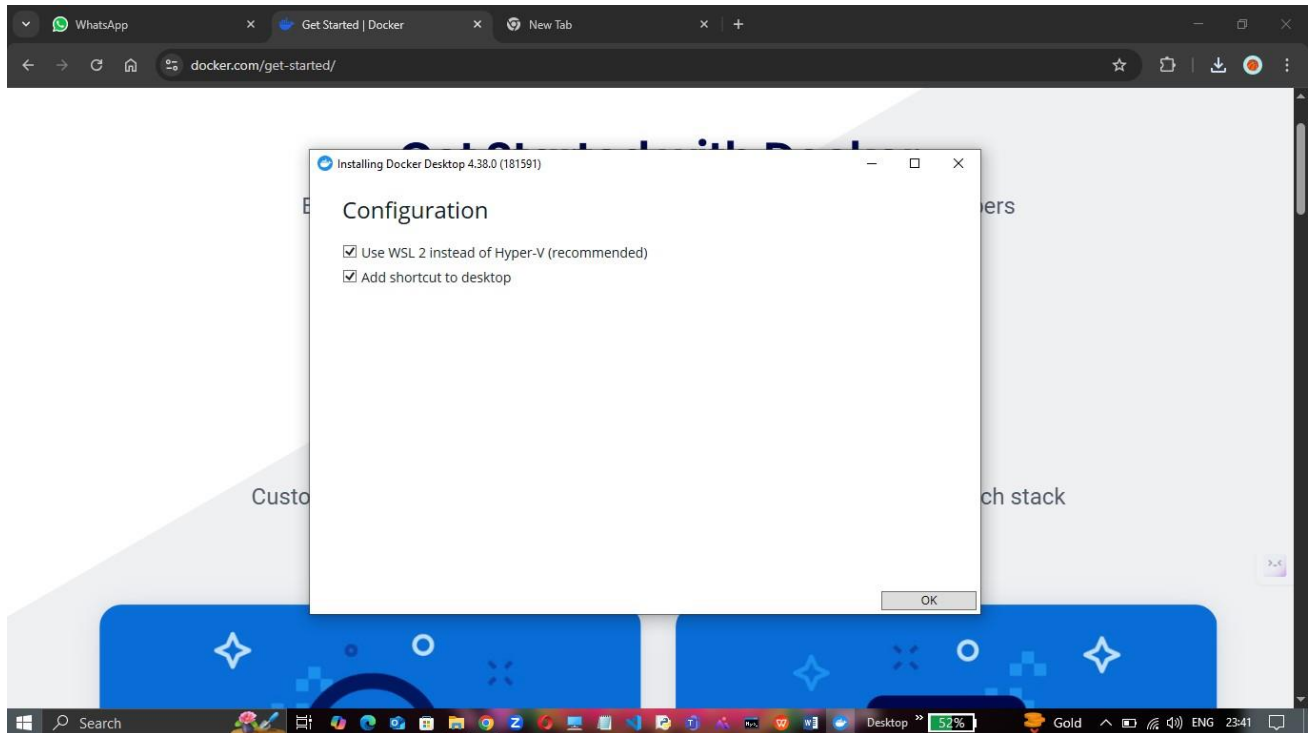 WhatsApp
Get Started | Docker
New Tab
docker.com/get-started/
Installing Docker Desktop 4.38.0 (181591)
Configuration
Use WSL 2 instead of Hyper-V (recommended)
Add shortcut to desktop
OK
ers
Custo
ch stack
Search
Desktop
52%
Gold
ENG
23:41